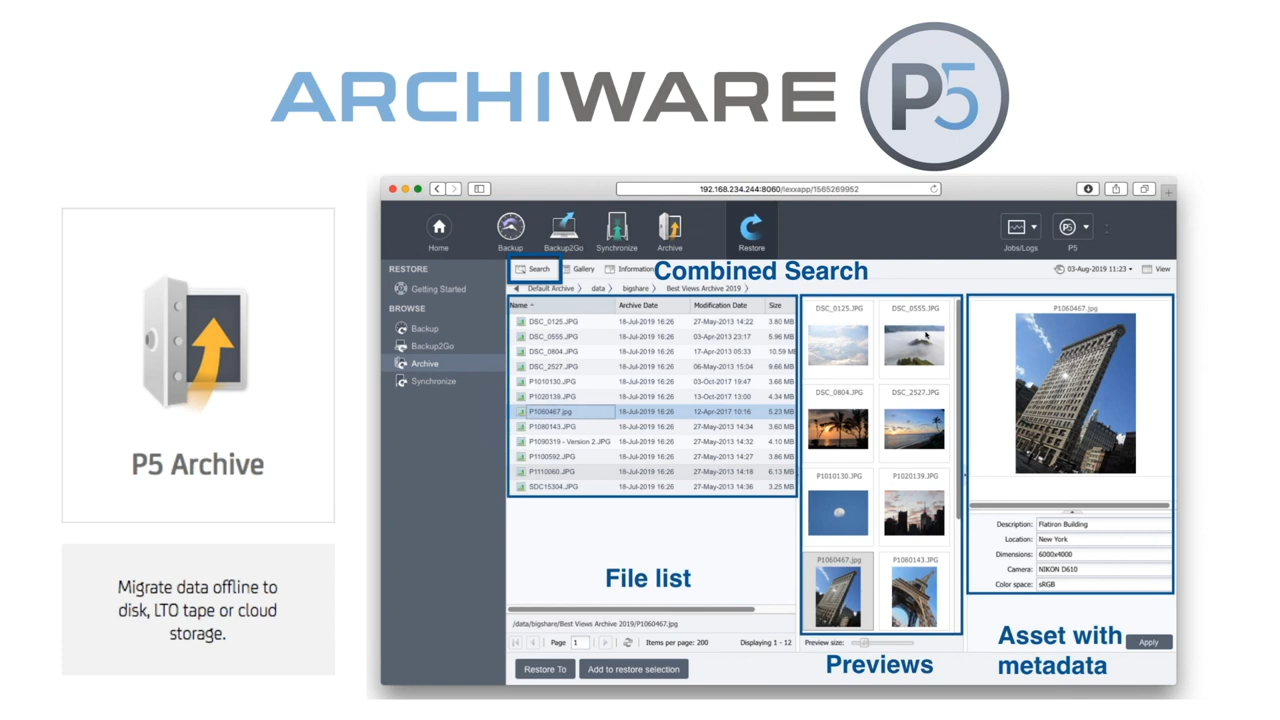 ARCHIWARE P5
192.168.234.244:8060/lexxapp/1565269952
Home
Backup
Backup2Go
Synchronize
Archive
Restore
Jobs/Logs
P5
RESTORE
Getting Started
BROWSE
Backup
Backup2Go
Archive
Synchronize
Search
Gallery
Information
Combined Search
03-Aug-2019 11:23
View
Default Archive
data
bigshare
Best Views Archive 2019
Name Archive Date Modification Date Size
DSC_0125.JPG 18-Jul-2019 16:26 27-May-2013 14:22 3.80 MB
DSC_0555.JPG 18-Jul-2019 16:26 03-Apr-2013 23:17 5.96 MB
DSC_0804.JPG 18-Jul-2019 16:26 17-Apr-2013 05:33 10.59 M
DSC_2527.JPG 18-Jul-2019 16:26 06-May-2013 15:04 9.66 MB
P1010130.JPG 18-Jul-2019 16:26 03-Oct-2017 19:47 3.66 MB
P1020139.JPG 18-Jul-2019 16:26 13-Oct-2017 13:00 4.34 MB
P1060467.jpg 18-Jul-2019 16:26 12-Apr-2017 10:16 5.23 MB
P1080143.JPG 18-Jul-2019 16:26 27-May-2013 14:34 3.60 MB
P1090319 - Version 2.JPG 18-Jul-2019 16:26 27-May-2013 14:32 4.10 MB
P1100592.JPG 18-Jul-2019 16:26 27-May-2013 14:27 3.86 MB
P1110060.JPG 18-Jul-2019 16:26 27-May-2013 14:18 6.13 MB
SDC15304.JPG 18-Jul-2019 16:26 27-May-2013 14:36 3.25 MB
File list
/data/bigshare/Best Views Archive 2019/P1060467.jpg
Page 1
Items per page: 200
Displaying 1 - 12
Restore To
Add to restore selection
DSC_0125.JPG
DSC_0555.JPG
DSC_0804.JPG
DSC_2527.JPG
P1010130.JPG
P1020139.JPG
P1060467.jpg
P1080143.JPG
Preview size:
Previews
P1060467.jpg
Description: Flatiron Building
Location: New York
Dimensions: 6000x4000
Camera: NIKON D610
Color space: sRGB
Asset with
metadata
Apply
P5 Archive
Migrate data offline to
disk, LTO tape or cloud
storage.